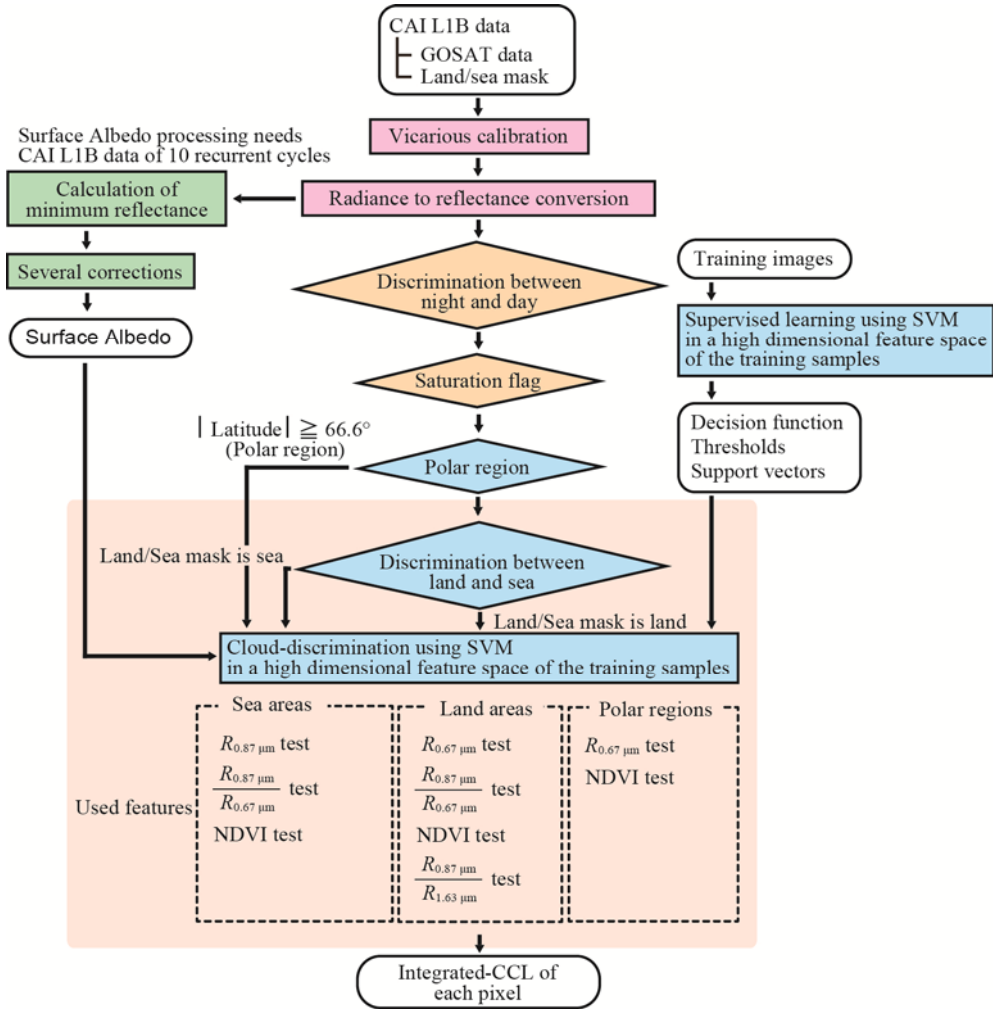 CAI L1B data
GOSAT data
Land/sea mask
Vicarious calibration
Surface Albedo processing needs
CAI L1B data of 10 recurrent cycles
Calculation of
minimum reflectance
Radiance to reflectance conversion
Several corrections
Surface Albedo
Discrimination between
night and day
Training images
Supervised learning using SVM
in a high dimensional feature space
of the training samples
Saturation flag
Decision function
Thresholds
Support vectors
| Latitude | ≧ 66.6°
(Polar region)
Polar region
Land/Sea mask is sea
Discrimination between
land and sea
Land/Sea mask is land
Cloud-discrimination using SVM
in a high dimensional feature space of the training samples
Used features
Sea areas
R0.87 μm test
R0.87 μm
R0.67 μm test
NDVI test
Land areas
R0.67 μm test
R0.87 μm
R0.67 μm test
NDVI test
R0.87 μm
R1.63 μm test
Polar regions
R0.67 μm test
NDVI test
Integrated-CCL of
each pixel